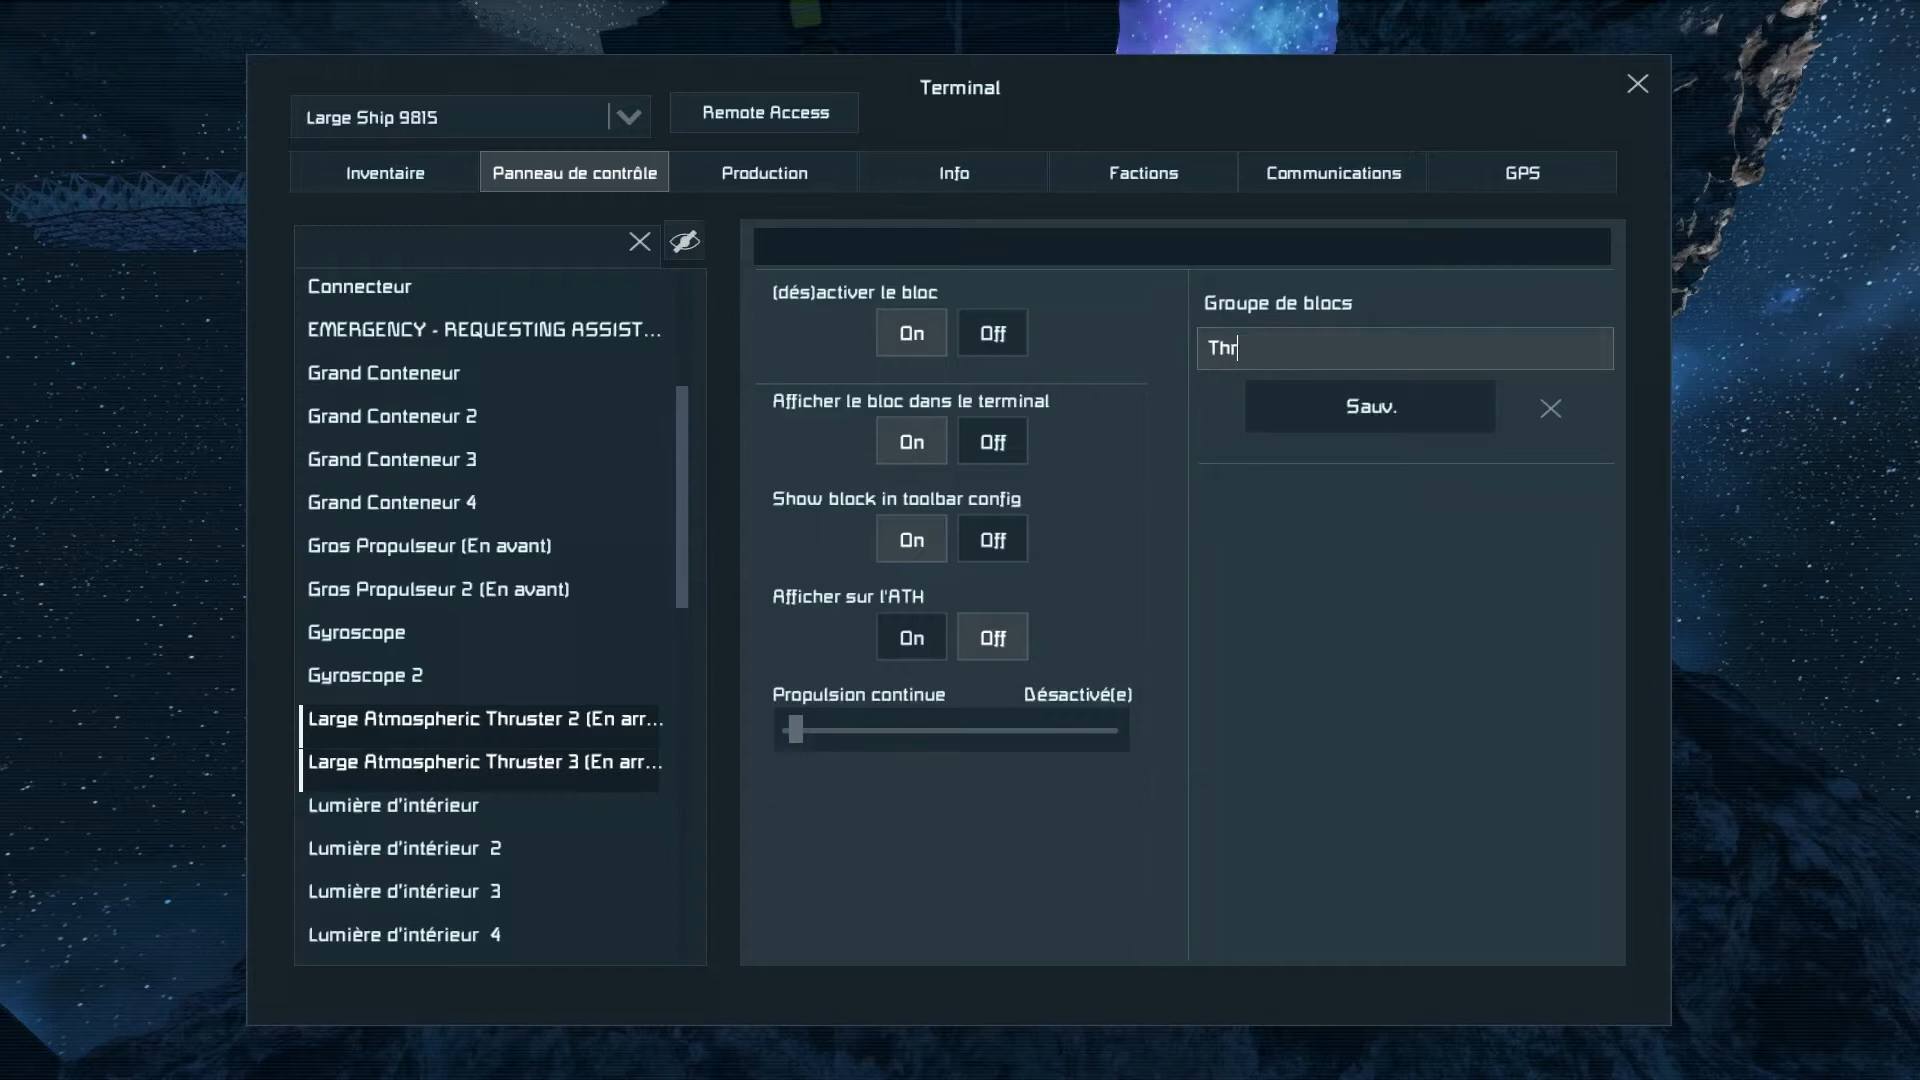 Terminal
Large Ship 9815
Remote Access
Inventaire
Panneau de contrôle
Production
Info
Factions
Communications
GPS
Connecteur
EMERGENCY - REQUESTING ASSIST...
Grand Conteneur
Grand Conteneur 2
Grand Conteneur 3
Grand Conteneur 4
Gros Propulseur (En avant)
Gros Propulseur 2 (En avant)
Gyroscope
Gyroscope 2
Large Atmospheric Thruster 2 (En arr...
Large Atmospheric Thruster 3 (En arr...
Lumière d'intérieur
Lumière d'intérieur 2
Lumière d'intérieur 3
Lumière d'intérieur 4
(dés)activer le bloc
On Off
Afficher le bloc dans le terminal
On Off
Show block in toolbar config
On Off
Afficher sur l'ATH
On Off
Propulsion continue Désactivé(e)
Groupe de blocs
Thr
Sauv.